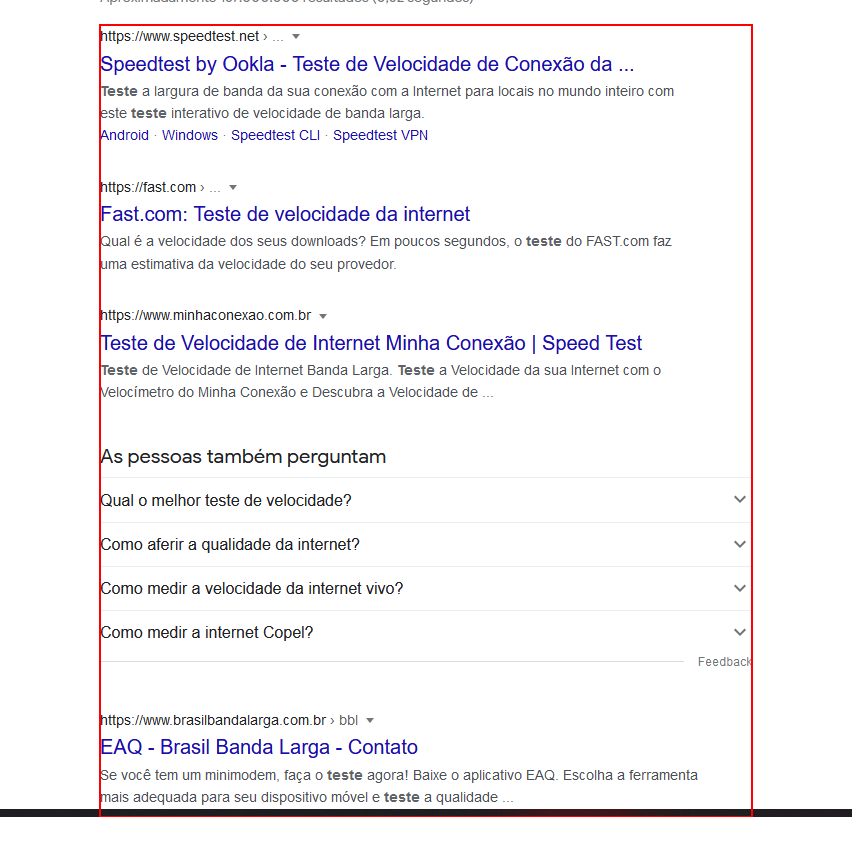 Aproximadamente 197.000.000 resultados (0,52 segundos)
https://www.speedtest.net › ...
Speedtest by Ookla - Teste de Velocidade de Conexão da ...
Teste a largura de banda da sua conexão com a Internet para locais no mundo inteiro com
este teste interativo de velocidade de banda larga.
Android · Windows · Speedtest CLI · Speedtest VPN
https://fast.com › ...
Fast.com: Teste de velocidade da internet
Qual é a velocidade dos seus downloads? Em poucos segundos, o teste do FAST.com faz
uma estimativa da velocidade do seu provedor.
https://www.minhaconexao.com.br
Teste de Velocidade de Internet Minha Conexão | Speed Test
Teste de Velocidade de Internet Banda Larga. Teste a Velocidade da sua Internet com o
Velocímetro do Minha Conexão e Descubra a Velocidade de ...
As pessoas também perguntam
Qual o melhor teste de velocidade?
Como aferir a qualidade da internet?
Como medir a velocidade da internet vivo?
Como medir a internet Copel?
Feedback
https://www.brasilbandalarga.com.br › bbl
EAQ - Brasil Banda Larga - Contato
Se você tem um minimodem, faça o teste agora! Baixe o aplicativo EAQ. Escolha a ferramenta
mais adequada para seu dispositivo móvel e teste a qualidade ...